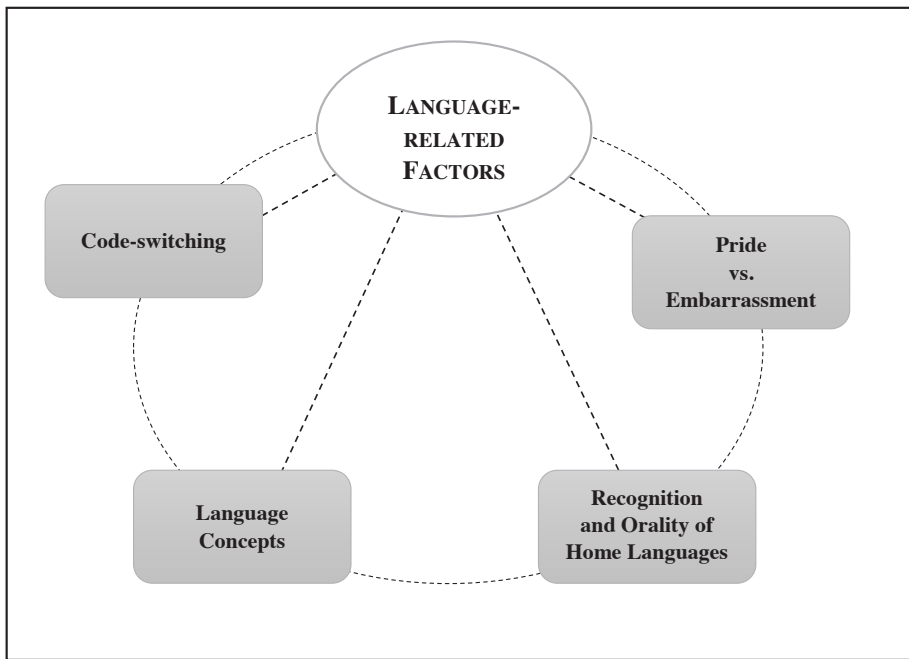 LANGUAGE-
RELATED
FACTORS
Code-switching
Pride
vs.
Embarrassment
Language
Concepts
Recognition
and Orality of
Home Languages